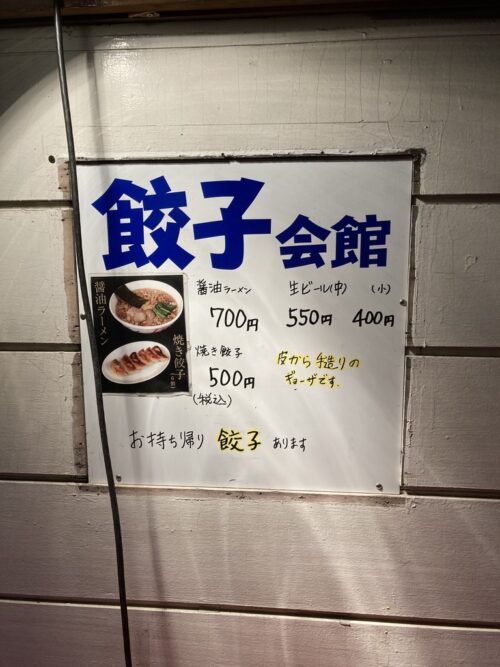 餃子会館
醤油ラーメン
焼き餃子
醤油ラーメン 生ビール(中) (小)
700円 550円 400円
焼き餃子
500円
(税込)
皮から手造りの
ギョーザです。
お持ち帰り 餃子 あります